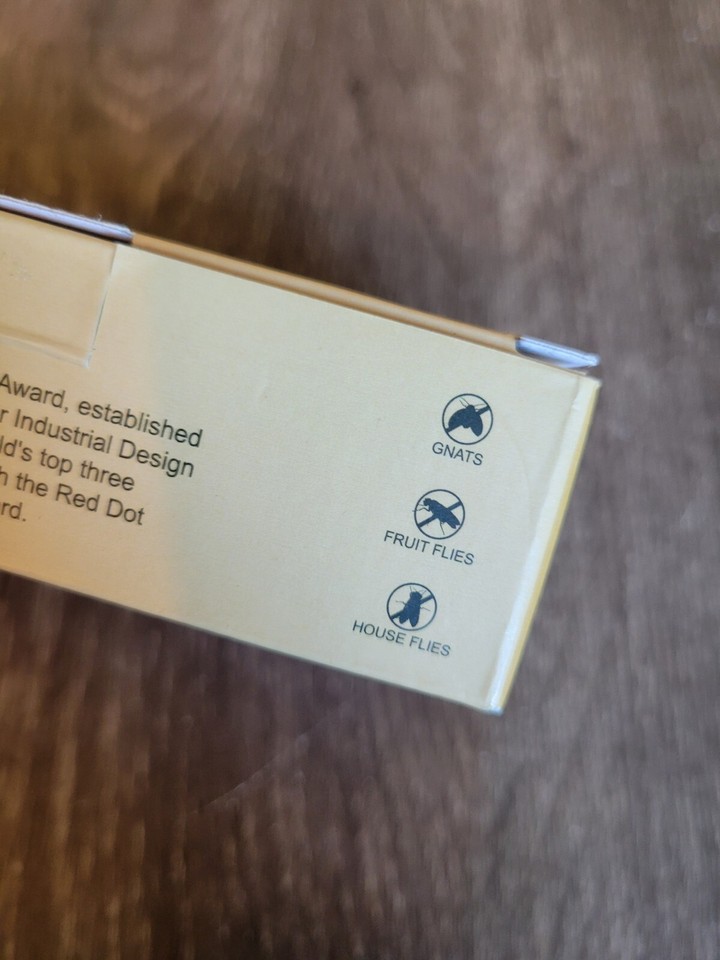 Award, established
r Industrial Design
ld's top three
h the Red Dot
rd.
GNATS
FRUIT FLIES
HOUSE FLIES